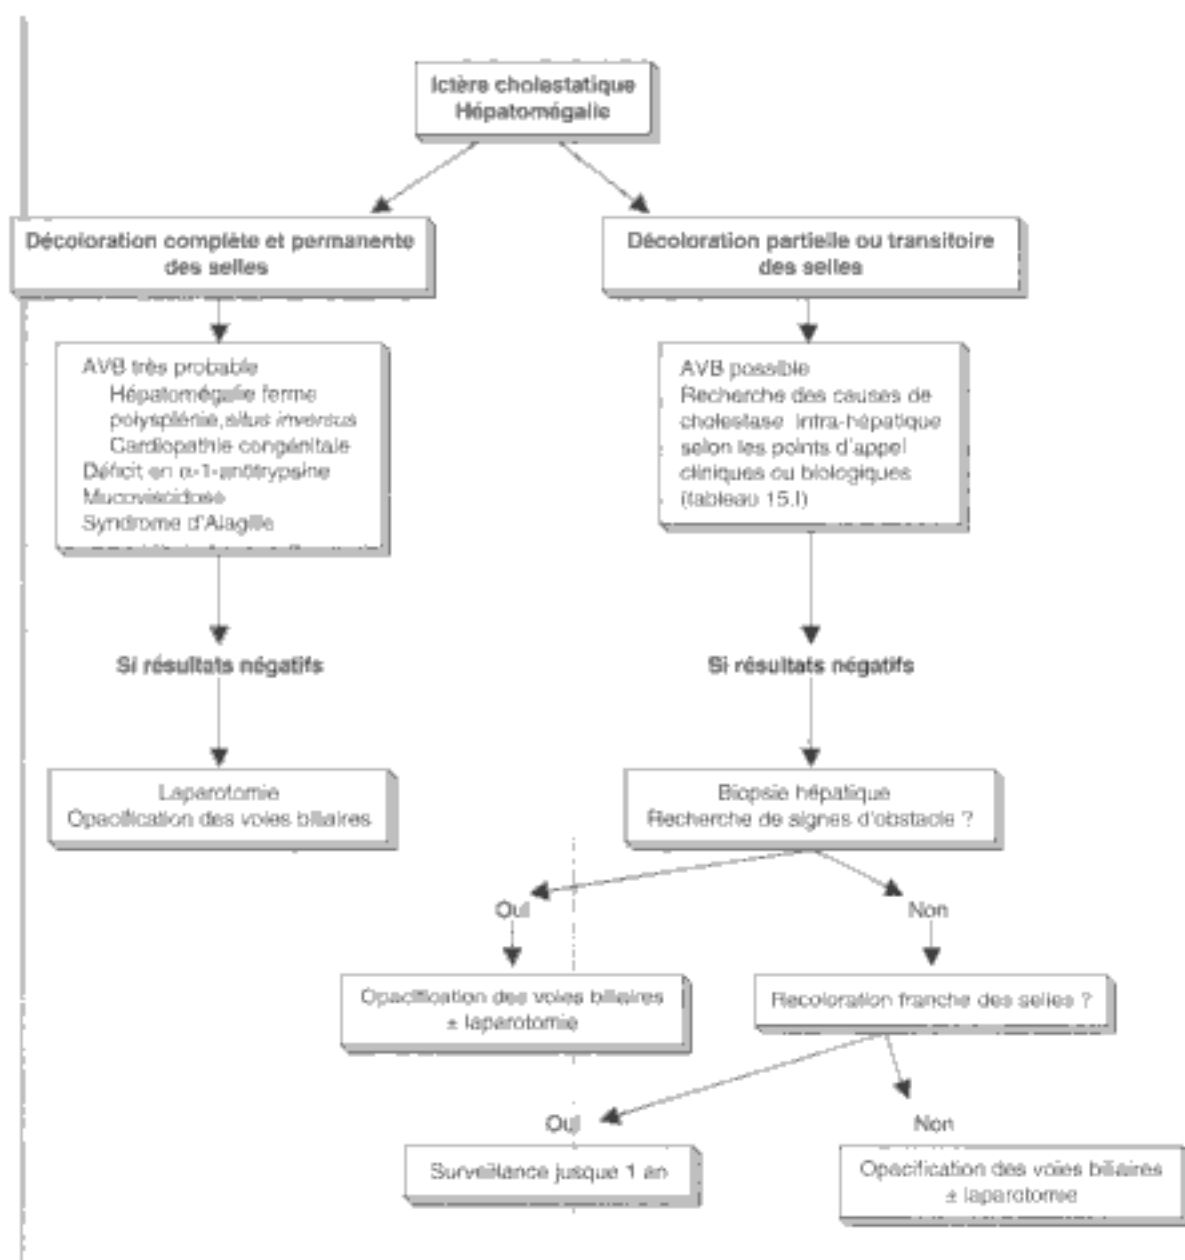 Ictère cholestatique
Hépatomégalie
Décoloration complète et permanente
des selles
Décoloration partielle ou transitoire
des selles
AVB très probable
Hépatomégalie ferme
polysplénie, situs inversus
Cardiopathie congénitale
Déficit en α-1-antitrypsine
Mucoviscidose
Syndrome d'Alagille
AVB possible
Recherche des causes de
cholestase intra-hépatique
selon les points d'appel
cliniques ou biologiques
(tableau 15.I)
Si résultats négatifs
Si résultats négatifs
Laparotomie
Opacification des voies biliaires
Biopsie hépatique
Recherche de signes d'obstacle ?
Oui
Non
Opacification des voies biliaires
± laparotomie
Recoloration franche des selles ?
Oui
Non
Surveillance jusque 1 an
Opacification des voies biliaires
± laparotomie